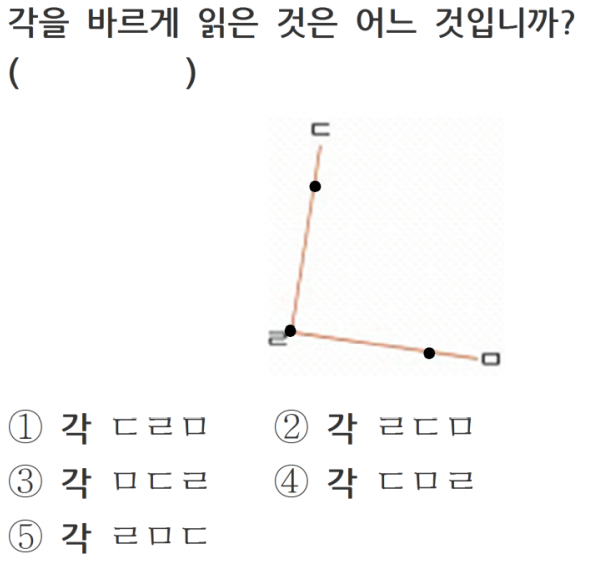 각을 바르게 읽은 것은 어느 것입니까?
( )
ㄷ
ㄹ
ㅁ
① 각 ㄷㄹㅁ ② 각 ㄹㄷㅁ
③ 각 ㅁㄷㄹ ④ 각 ㄷㅁㄹ
⑤ 각 ㄹㅁㄷ